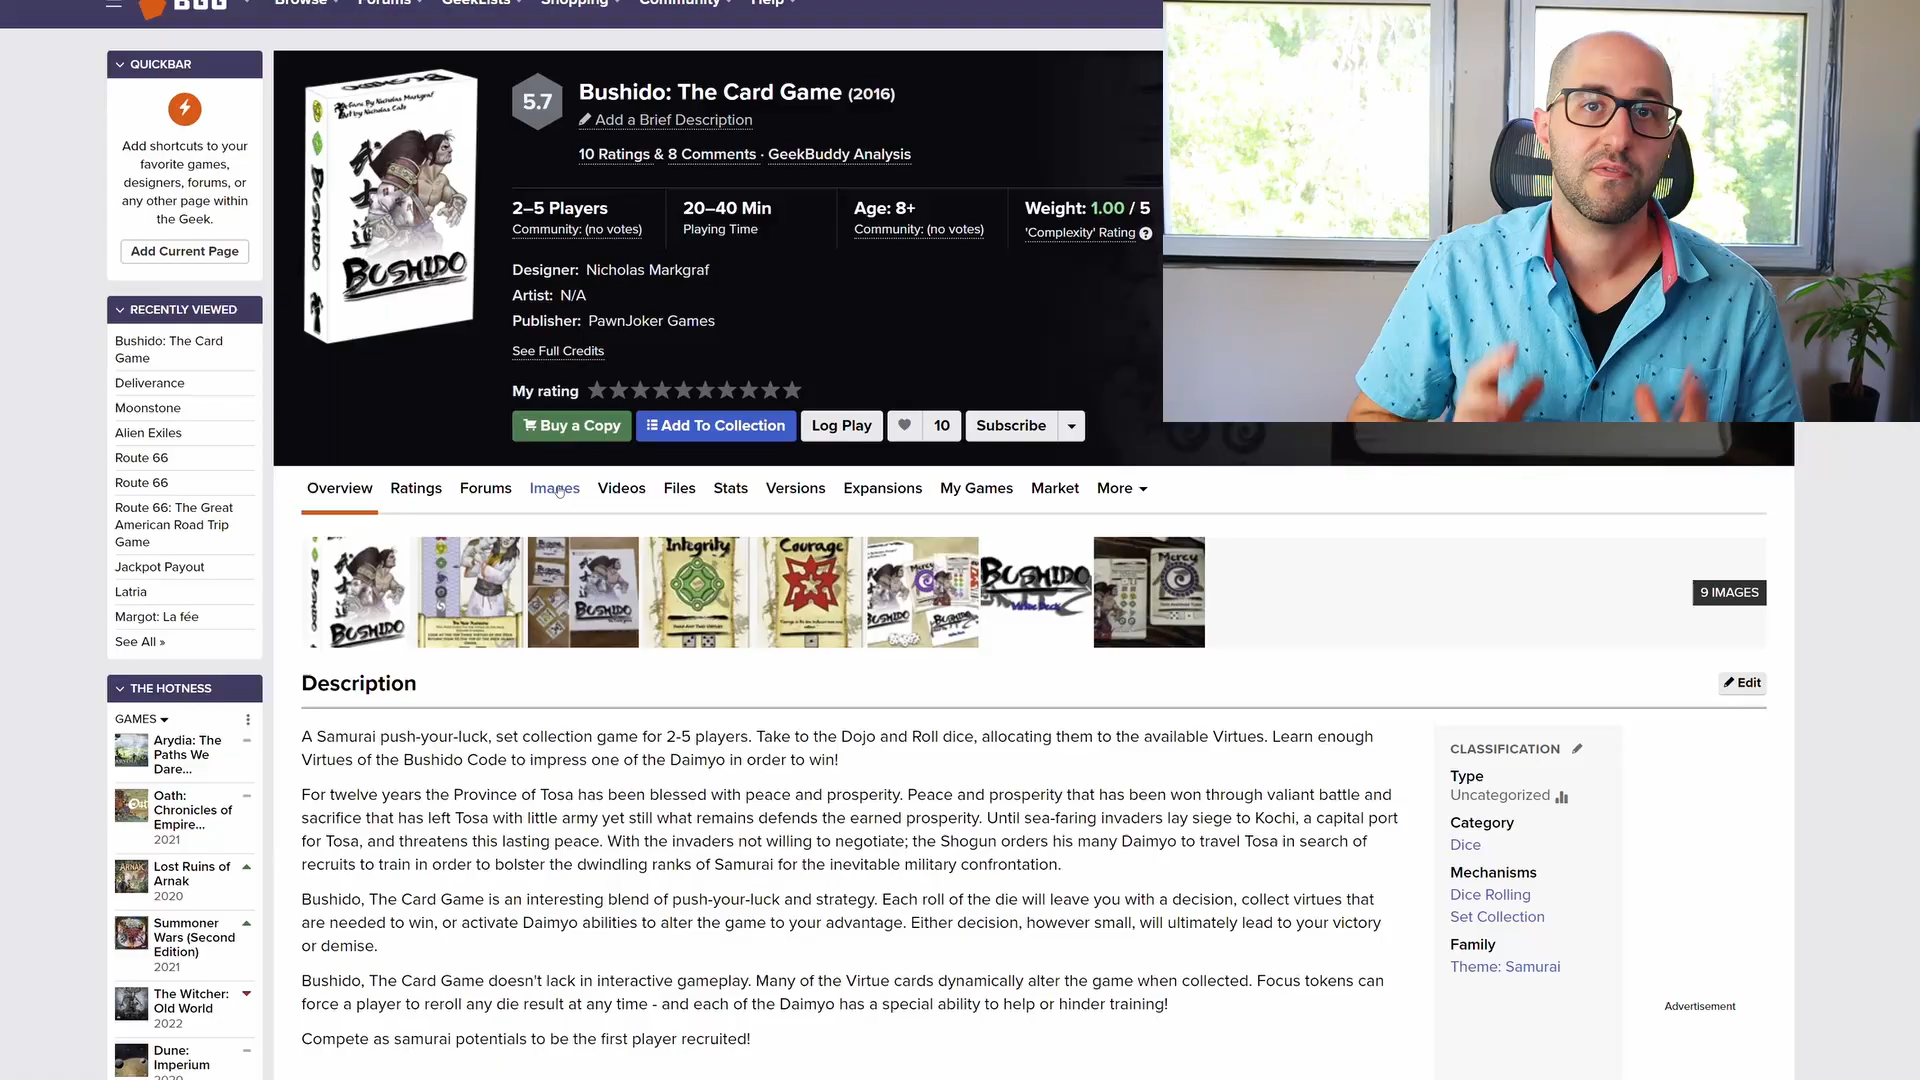 BGG
Browse
Forums
GeekLists
Shopping
Community
Help
QUICKBAR
Add shortcuts to your
favorite games,
designers, forums, or
any other page within
the Geek.
Add Current Page
RECENTLY VIEWED
Bushido: The Card
Game
Deliverance
Moonstone
Alien Exiles
Route 66
Route 66
Route 66: The Great
American Road Trip
Game
Jackpot Payout
Latria
Margot: La fée
See All »
THE HOTNESS
GAMES
Arydia: The
Paths We
Dare...
Oath:
Chronicles of
Empire...
2021
Lost Ruins of
Arnak
2020
Summoner
Wars (Second
Edition)
2021
The Witcher:
Old World
2022
Dune:
Imperium
2020
A Game By Nicholas Markgraf
Art by Nicholas Cale
武士道
BUSHIDO
BUSHIDO
5.7
Bushido: The Card Game (2016)
Add a Brief Description
10 Ratings & 8 Comments · GeekBuddy Analysis
2–5 Players
Community: (no votes)
20–40 Min
Playing Time
Age: 8+
Community: (no votes)
Weight: 1.00 / 5
'Complexity' Rating
Designer: Nicholas Markgraf
Artist: N/A
Publisher: PawnJoker Games
See Full Credits
My rating
Buy a Copy
Add To Collection
Log Play
10
Subscribe
Overview
Ratings
Forums
Images
Videos
Files
Stats
Versions
Expansions
My Games
Market
More
BUSHIDO
BUSHIDO
Integrity
Courage
Mercy
BUSHIDO
Mercy
9 IMAGES
Description
Edit
A Samurai push-your-luck, set collection game for 2-5 players. Take to the Dojo and Roll dice, allocating them to the available Virtues. Learn enough
Virtues of the Bushido Code to impress one of the Daimyo in order to win!
For twelve years the Province of Tosa has been blessed with peace and prosperity. Peace and prosperity that has been won through valiant battle and
sacrifice that has left Tosa with little army yet still what remains defends the earned prosperity. Until sea-faring invaders lay siege to Kochi, a capital port
for Tosa, and threatens this lasting peace. With the invaders not willing to negotiate; the Shogun orders his many Daimyo to travel Tosa in search of
recruits to train in order to bolster the dwindling ranks of Samurai for the inevitable military confrontation.
Bushido, The Card Game is an interesting blend of push-your-luck and strategy. Each roll of the die will leave you with a decision, collect virtues that
are needed to win, or activate Daimyo abilities to alter the game to your advantage. Either decision, however small, will ultimately lead to your victory
or demise.
Bushido, The Card Game doesn't lack in interactive gameplay. Many of the Virtue cards dynamically alter the game when collected. Focus tokens can
force a player to reroll any die result at any time - and each of the Daimyo has a special ability to help or hinder training!
Compete as samurai potentials to be the first player recruited!
CLASSIFICATION
Type
Uncategorized
Category
Dice
Mechanisms
Dice Rolling
Set Collection
Family
Theme: Samurai
Advertisement